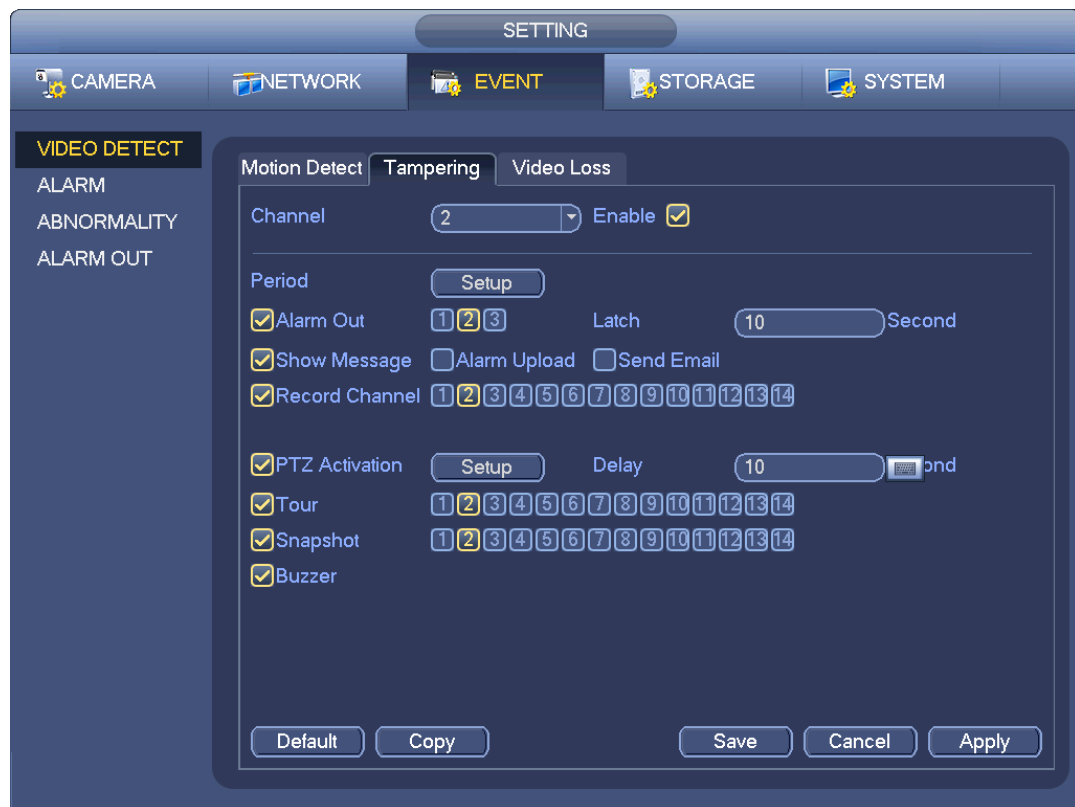 SETTING
CAMERA NETWORK EVENT STORAGE SYSTEM
VIDEO DETECT
ALARM
ABNORMALITY
ALARM OUT
Motion Detect Tampering Video Loss
Channel 2 Enable
Period Setup
Alarm Out 1 2 3 Latch 10 Second
Show Message Alarm Upload Send Email
Record Channel 1 2 3 4 5 6 7 8 9 10 11 12 13 14
PTZ Activation Setup Delay 10 ond
Tour 1 2 3 4 5 6 7 8 9 10 11 12 13 14
Snapshot 1 2 3 4 5 6 7 8 9 10 11 12 13 14
Buzzer
Default Copy Save Cancel Apply